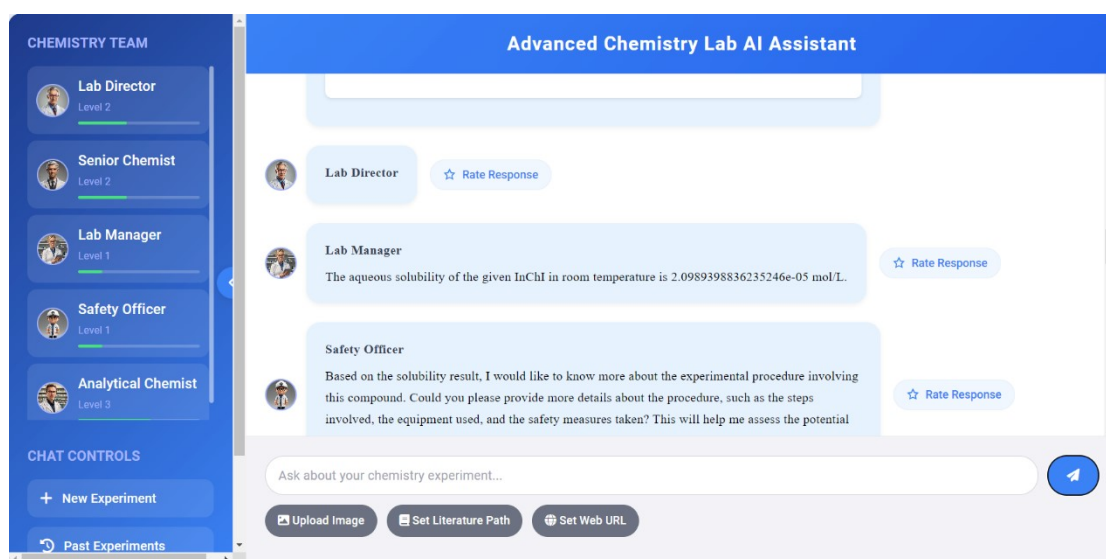 CHEMISTRY TEAM
Lab Director
Level 2
Senior Chemist
Level 2
Lab Manager
Level 1
Safety Officer
Level 1
Analytical Chemist
Level 3
CHAT CONTROLS
+ New Experiment
Past Experiments
Advanced Chemistry Lab AI Assistant
Lab Director
Rate Response
Lab Manager
The aqueous solubility of the given InChI in room temperature is 2.0989398836235246e-05 mol/L.
Rate Response
Safety Officer
Based on the solubility result, I would like to know more about the experimental procedure involving
this compound. Could you please provide more details about the procedure, such as the steps
involved, the equipment used, and the safety measures taken? This will help me assess the potential
Rate Response
Ask about your chemistry experiment...
Upload Image
Set Literature Path
Set Web URL